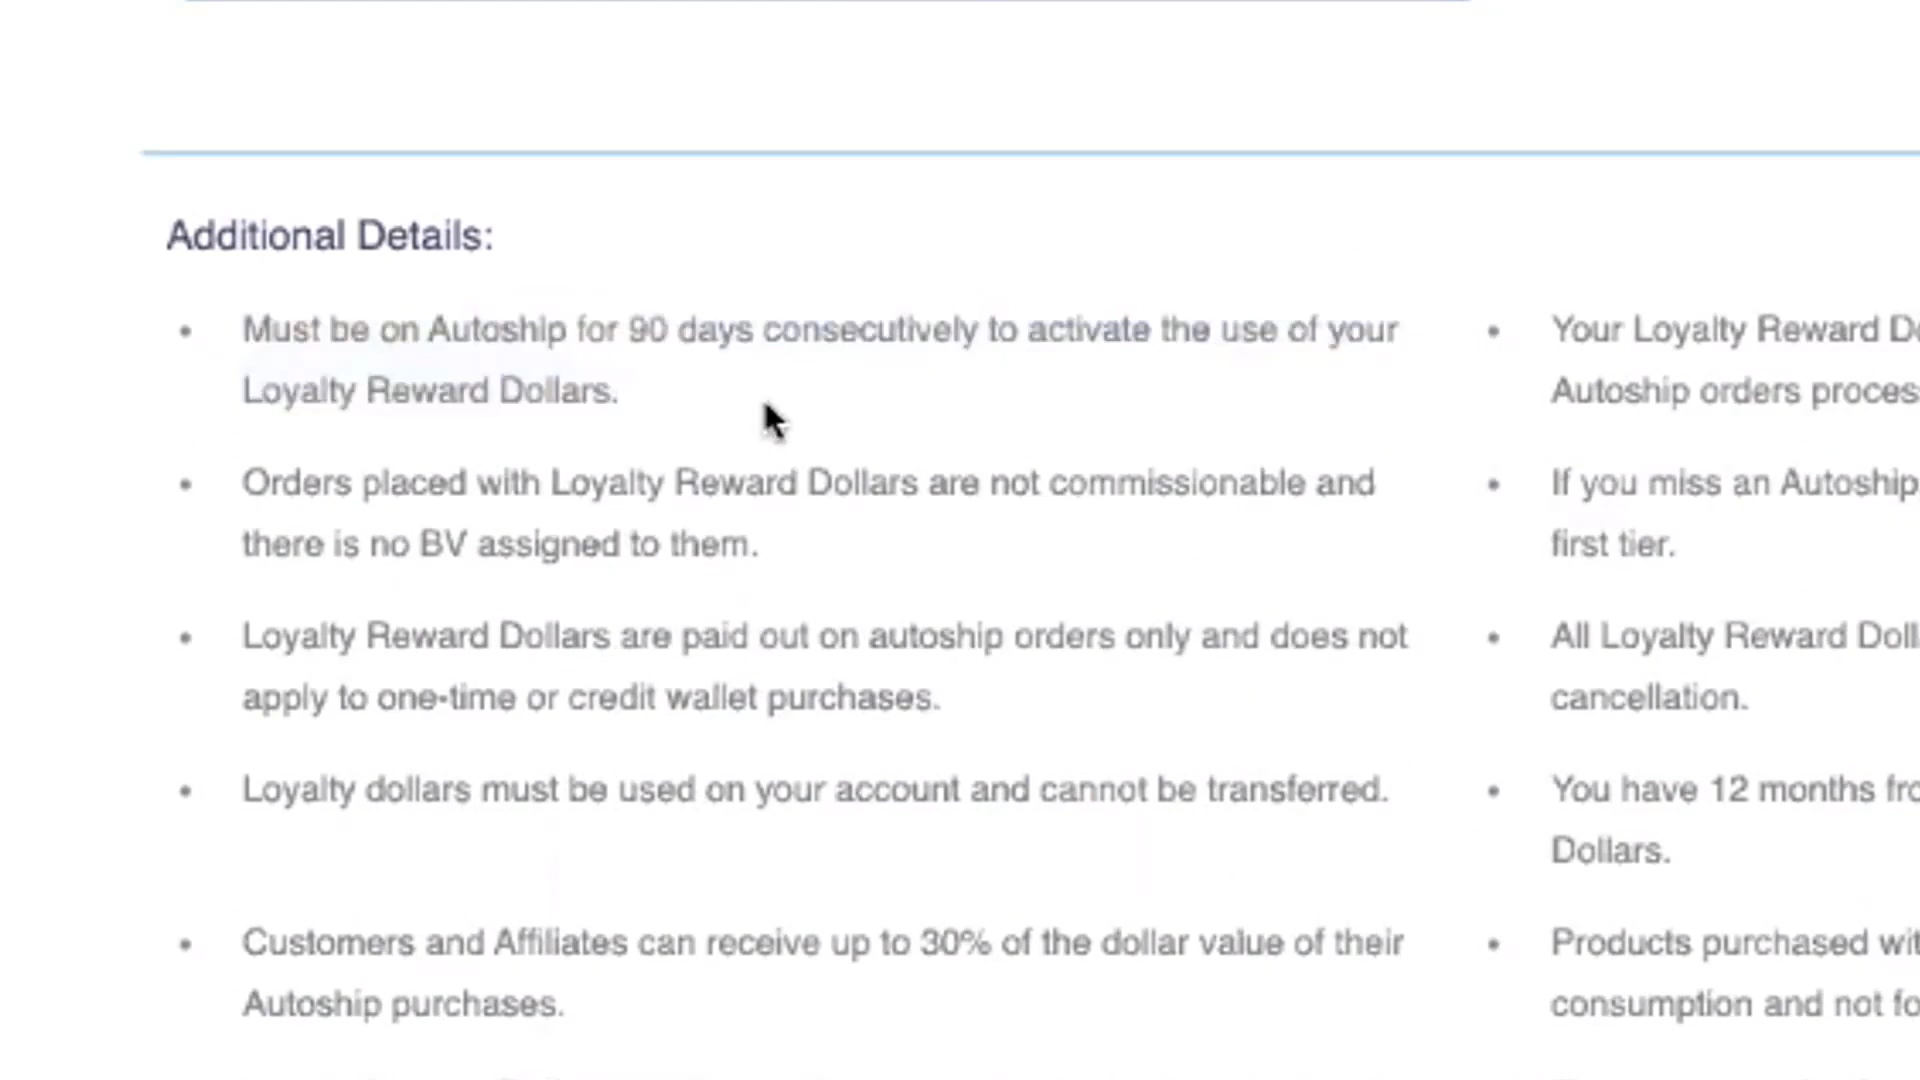 Additional Details:
• Must be on Autoship for 90 days consecutively to activate the use of your
Loyalty Reward Dollars.
• Orders placed with Loyalty Reward Dollars are not commissionable and
there is no BV assigned to them.
• Loyalty Reward Dollars are paid out on autoship orders only and does not
apply to one-time or credit wallet purchases.
• Loyalty dollars must be used on your account and cannot be transferred.
• Customers and Affiliates can receive up to 30% of the dollar value of their
Autoship purchases.
• Your Loyalty Reward
Autoship orders
• If you miss an Autoship
first tier.
• All Loyalty Reward
cancellation.
• You have 12 months
Dollars.
• Products purchased
consumption and not